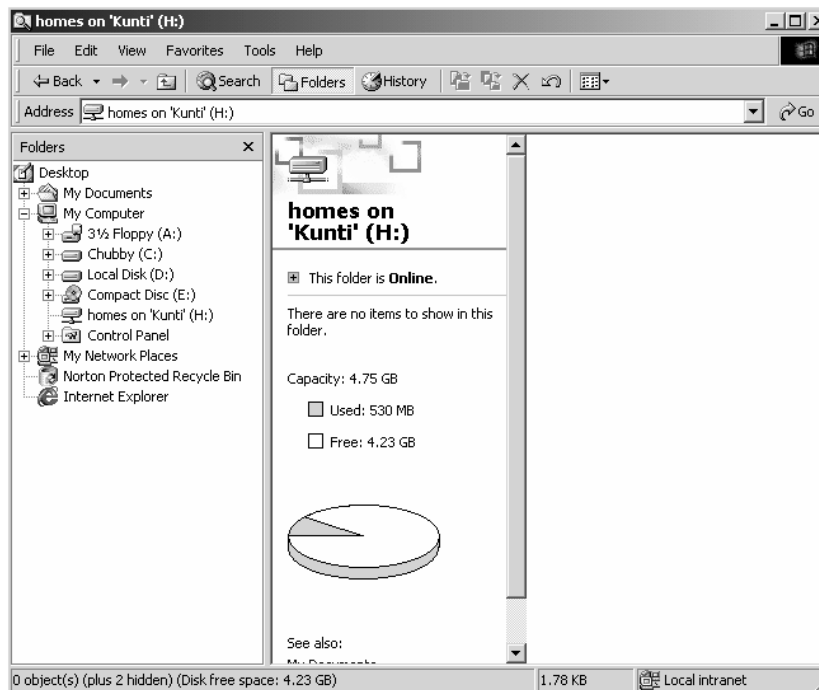 homes on 'Kunti' (H:)
File Edit View Favorites Tools Help
Back Search Folders History
Address homes on 'Kunti' (H:) Go
Folders
Desktop
My Documents
My Computer
3½ Floppy (A:)
Chubby (C:)
Local Disk (D:)
Compact Disc (E:)
homes on 'Kunti' (H:)
Control Panel
My Network Places
Norton Protected Recycle Bin
Internet Explorer
homes on
'Kunti' (H:)
This folder is Online.
There are no items to show in this
folder.
Capacity: 4.75 GB
Used: 530 MB
Free: 4.23 GB
See also:
My Documents
0 object(s) (plus 2 hidden) (Disk free space: 4.23 GB) 1.78 KB Local intranet